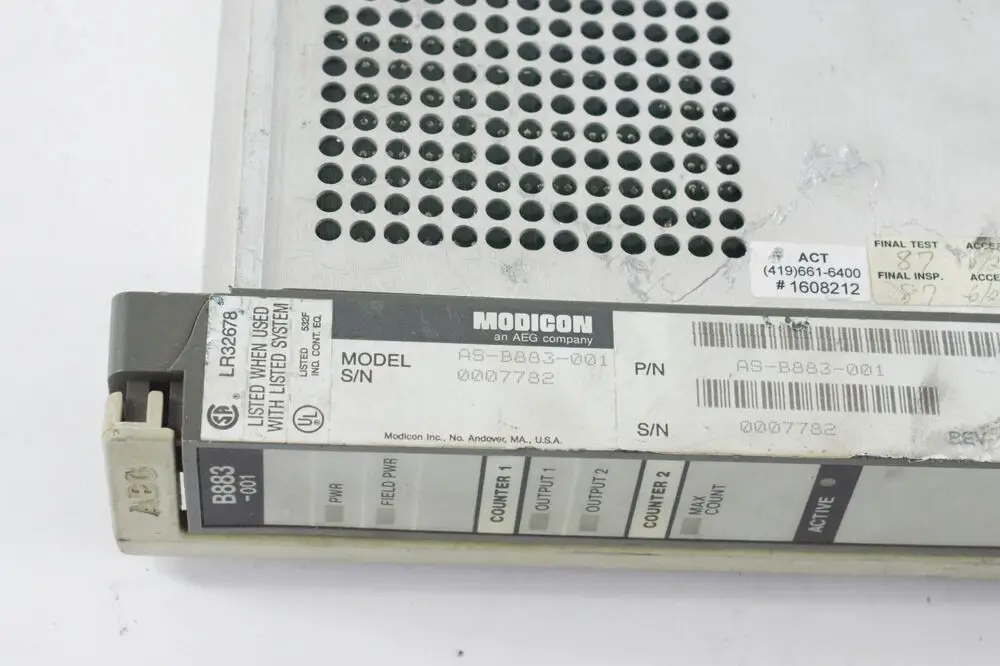 ACT
(419)661-6400
# 1608212
FINAL TEST
87
FINAL INSP.
87
LR32678
LISTED WHEN USED
WITH LISTED SYSTEM
LISTED 532F
IND. CONT. EQ.
UL
MODICON
an AEG company
MODEL AS-B883-001
S/N 0007782
Modicon Inc., No. Andover, MA., U.S.A.
P/N AS-B883-001
S/N 0007782
REV
AEG
B883
-001
PWR
FIELD PWR
COUNTER 1
OUTPUT 1
OUTPUT 2
COUNTER 2
MAX
COUNT
ACTIVE